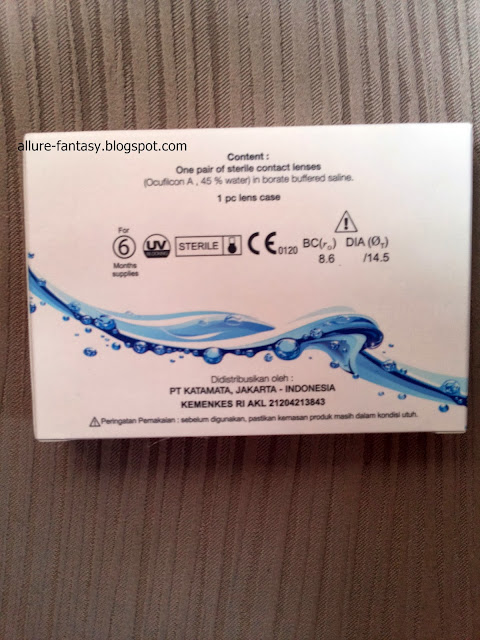 allure-fantasy.blogspot.com
Content :
One pair of sterile contact lenses
(Ocufilcon A , 45 % water) in borate buffered saline.
1 pc lens case
For
6
Months
supplies
UV
BLOCKING
STERILE
CE 0120
BC(r₀)
8.6
DIA (Ø_T)
/14.5
Didistribusikan oleh :
PT KATAMATA, JAKARTA - INDONESIA
KEMENKES RI AKL 21204213843
Peringatan Pemakaian : sebelum digunakan, pastikan kemasan produk masih dalam kondisi utuh.